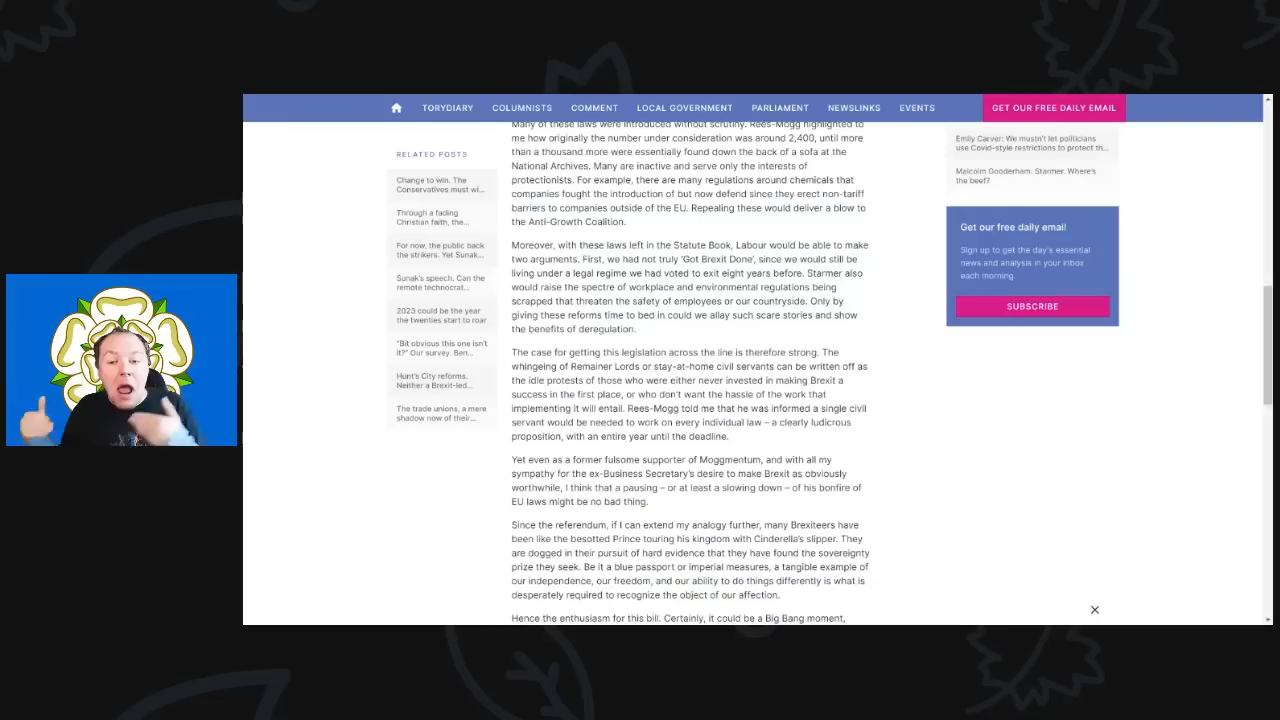 TORYDIARY COLUMNISTS COMMENT LOCAL GOVERNMENT PARLIAMENT NEWSLINKS EVENTS GET OUR FREE DAILY EMAIL
RELATED POSTS
Change to win. The
Conservatives must wi...
Through a fading
Christian faith, the...
For now, the public back
the strikers. Yet Sunak...
Sunak's speech. Can the
remote technocrat...
2023 could be the year
the twenties start to roar
"Bit obvious this one isn't
it?" Our survey. Ben...
Hunt's City reforms.
Neither a Brexit-led...
The trade unions, a mere
shadow now of their...
Many of these laws were introduced without scrutiny. Rees-Mogg highlighted to
me how originally the number under consideration was around 2,400, until more
than a thousand more were essentially found down the back of a sofa at the
National Archives. Many are inactive and serve only the interests of
protectionists. For example, there are many regulations around chemicals that
companies fought the introduction of but now defend since they erect non-tariff
barriers to companies outside of the EU. Repealing these would deliver a blow to
the Anti-Growth Coalition.
Moreover, with these laws left in the Statute Book, Labour would be able to make
two arguments. First, we had not truly 'Got Brexit Done', since we would still be
living under a legal regime we had voted to exit eight years before. Starmer also
would raise the spectre of workplace and environmental regulations being
scrapped that threaten the safety of employees or our countryside. Only by
giving these reforms time to bed in could we allay such scare stories and show
the benefits of deregulation.
The case for getting this legislation across the line is therefore strong. The
whingeing of Remainer Lords or stay-at-home civil servants can be written off as
the idle protests of those who were either never invested in making Brexit a
success in the first place, or who don't want the hassle of the work that
implementing it will entail. Rees-Mogg told me that he was informed a single civil
servant would be needed to work on every individual law – a clearly ludicrous
proposition, with an entire year until the deadline.
Yet even as a former fulsome supporter of Moggmentum, and with all my
sympathy for the ex-Business Secretary's desire to make Brexit as obviously
worthwhile, I think that a pausing – or at least a slowing down – of his bonfire of
EU laws might be no bad thing.
Since the referendum, if I can extend my analogy further, many Brexiteers have
been like the besotted Prince touring his kingdom with Cinderella's slipper. They
are dogged in their pursuit of hard evidence that they have found the sovereignty
prize they seek. Be it a blue passport or imperial measures, a tangible example of
our independence, our freedom, and our ability to do things differently is what is
desperately required to recognize the object of our affection.
Hence the enthusiasm for this bill. Certainly, it could be a Big Bang moment,
Emily Carver: We mustn't let politicians
use Covid-style restrictions to protect th...
Malcolm Gooderham: Starmer. Where's
the beef?
Get our free daily email
Sign up to get the day's essential
news and analysis in your inbox
each morning.
SUBSCRIBE